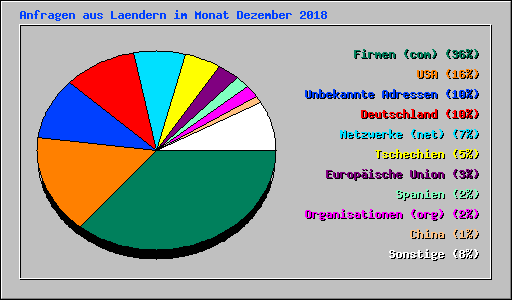 Anfragen aus Laendern im Monat Dezember 2018
Firmen (com) (36%)
USA (16%)
Unbekannte Adressen (10%)
Deutschland (10%)
Netzwerke (net) (7%)
Tschechien (5%)
Europäische Union (3%)
Spanien (2%)
Organisationen (org) (2%)
China (1%)
Sonstige (8%)